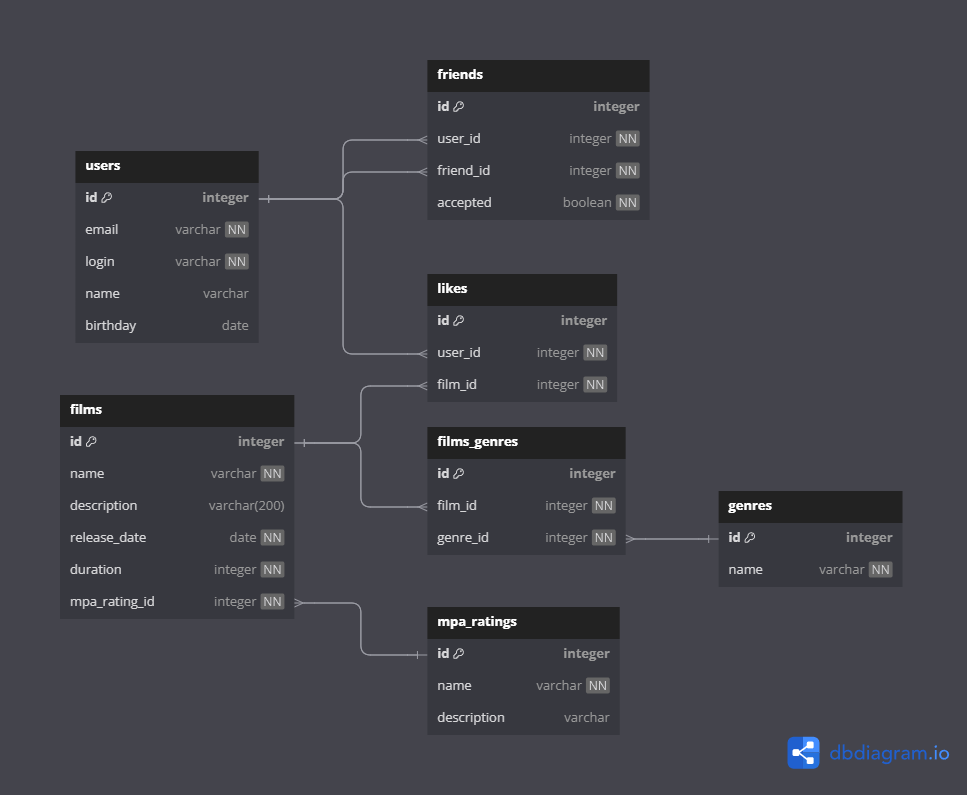 friends
id integer
user_id integer NN
friend_id integer NN
accepted boolean NN
users
id integer
email varchar NN
login varchar NN
name varchar
birthday date
likes
id integer
user_id integer NN
film_id integer NN
films
id integer
name varchar NN
description varchar(200)
release_date date NN
duration integer NN
mpa_rating_id integer NN
films_genres
id integer
film_id integer NN
genre_id integer NN
genres
id integer
name varchar NN
mpa_ratings
id integer
name varchar NN
description varchar
dbdiagram.io